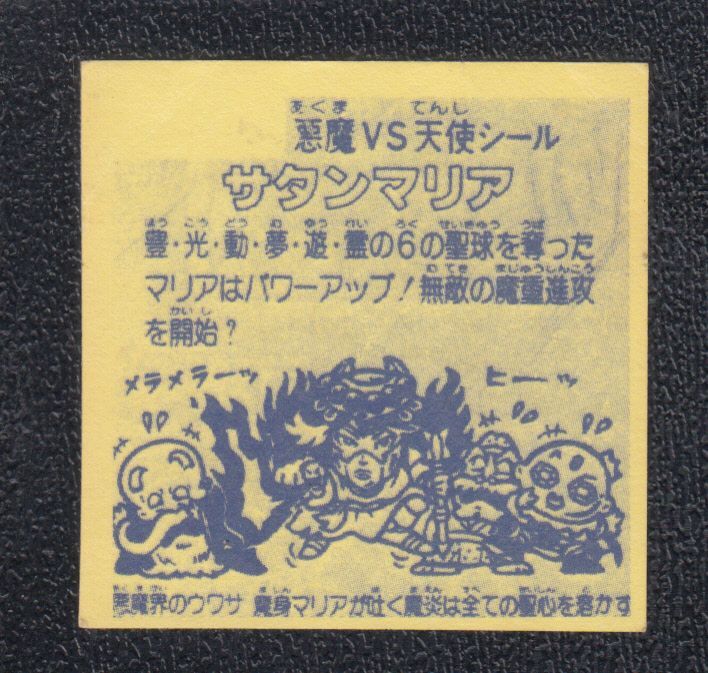 悪魔VS天使シール
サタンマリア
豊・光・動・夢・遊・霊の6の聖球を奪った
マリアはパワーアップ！無敵の魔重進攻
を開始？
メラメラーッ
ヒーーッ
悪魔界のウワサ 魔身マリアが吐く魔炎は全ての聖心を溶かす